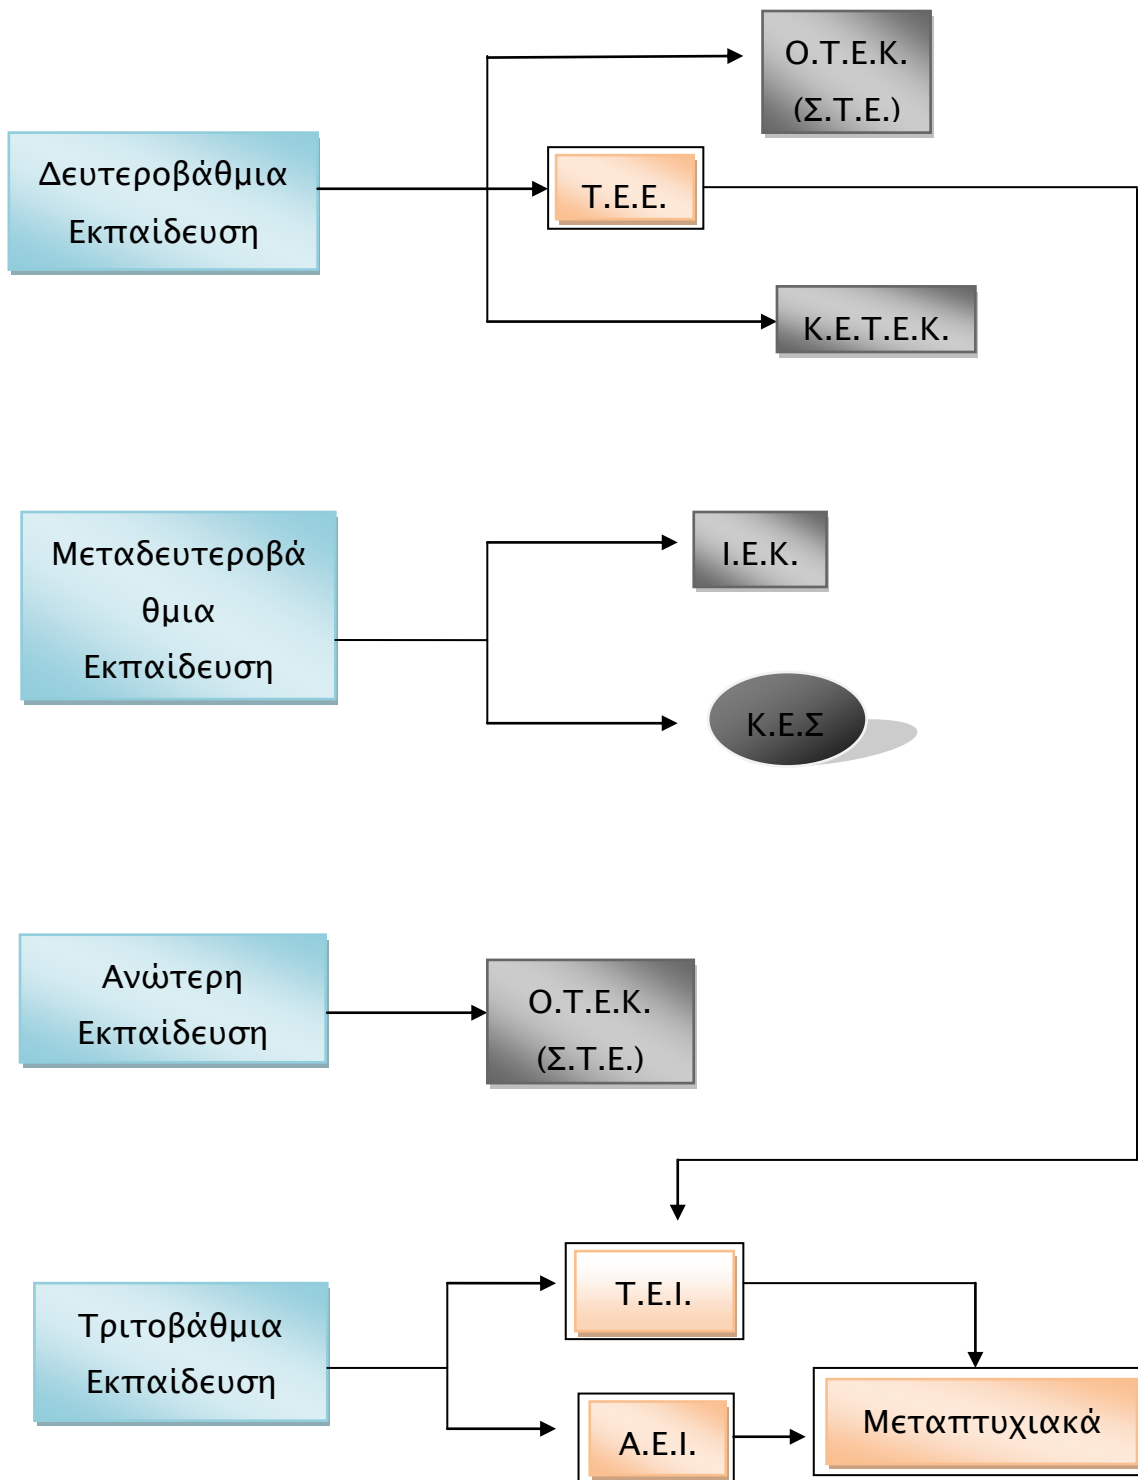 Ο.Τ.Ε.Κ.
(Σ.Τ.Ε.)
Δευτεροβάθμια
Εκπαίδευση
Τ.Ε.Ε.
Κ.Ε.Τ.Ε.Κ.
Μεταδευτεροβά
θμια
Εκπαίδευση
Ι.Ε.Κ.
Κ.Ε.Σ
Ανώτερη
Εκπαίδευση
Ο.Τ.Ε.Κ.
(Σ.Τ.Ε.)
Τριτοβάθμια
Εκπαίδευση
Τ.Ε.Ι.
Α.Ε.Ι.
Μεταπτυχιακά